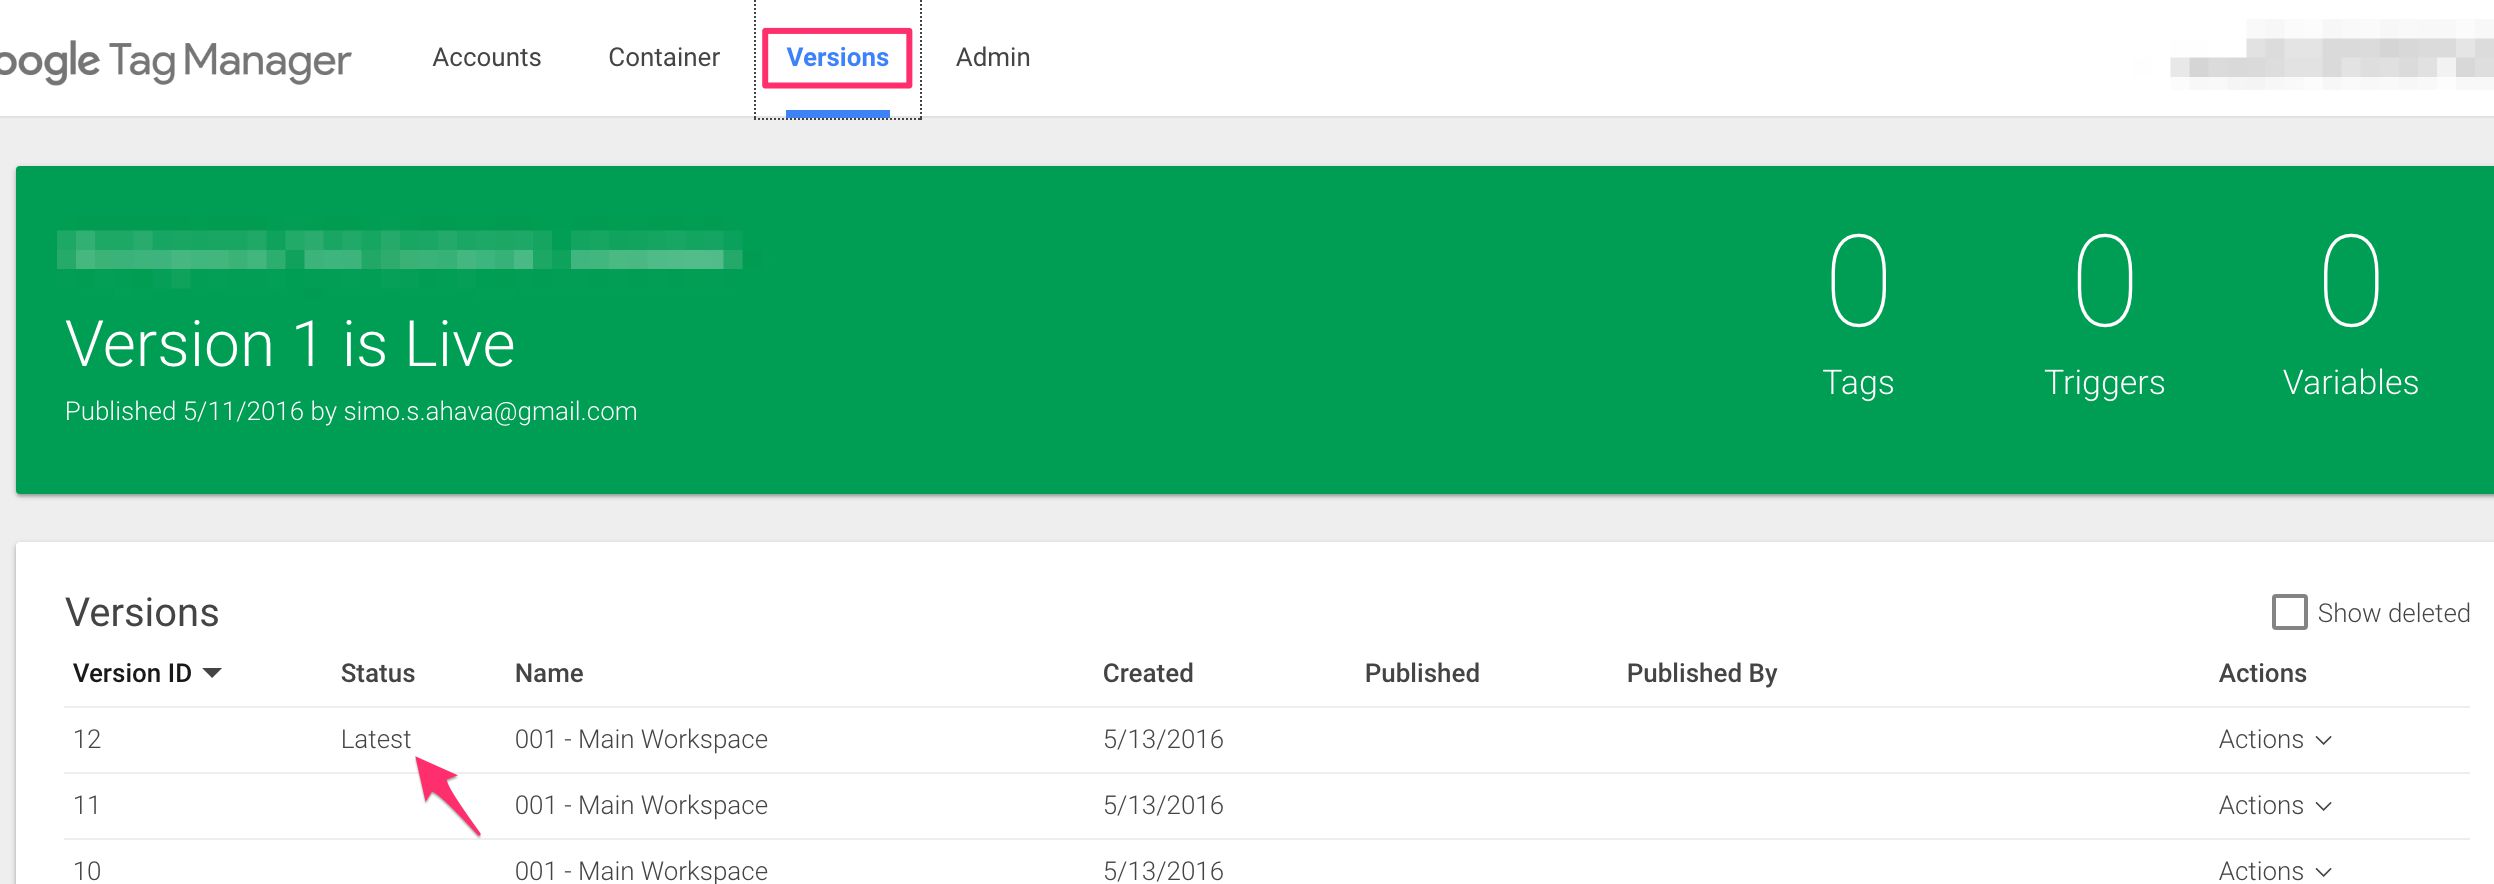 oogle Tag Manager Accounts Container Versions Admin
0 0 0
Version 1 is Live
Tags Triggers Variables
Published 5/11/2016 by simo.s.ahava@gmail.com
Versions Show deleted
Version ID Status Name Created Published Published By Actions
12 Latest 001 - Main Workspace 5/13/2016 Actions
11 001 - Main Workspace 5/13/2016 Actions
10 001 - Main Workspace 5/13/2016 Actions